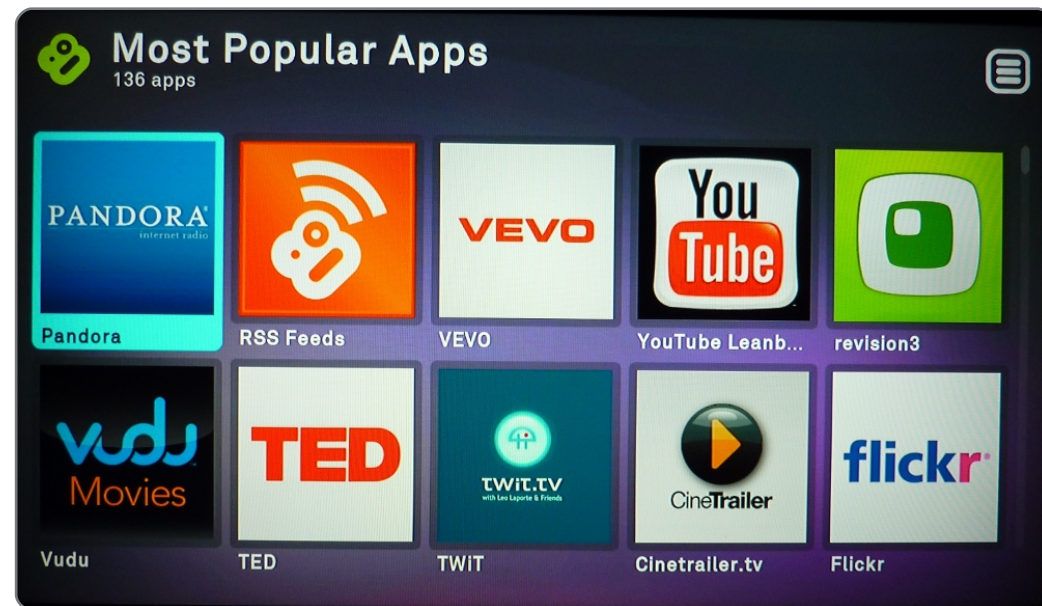 Most Popular Apps
136 apps
PANDORA
internet radio
VEVO
You
Tube
Pandora
RSS Feeds
VEVO
YouTube Leanb...
revision3
vudu
Movies
TED
twit.tv
with Leo Laporte & Friends
CineTrailer
flickr
Vudu
TED
TWiT
Cinetrailer.tv
Flickr